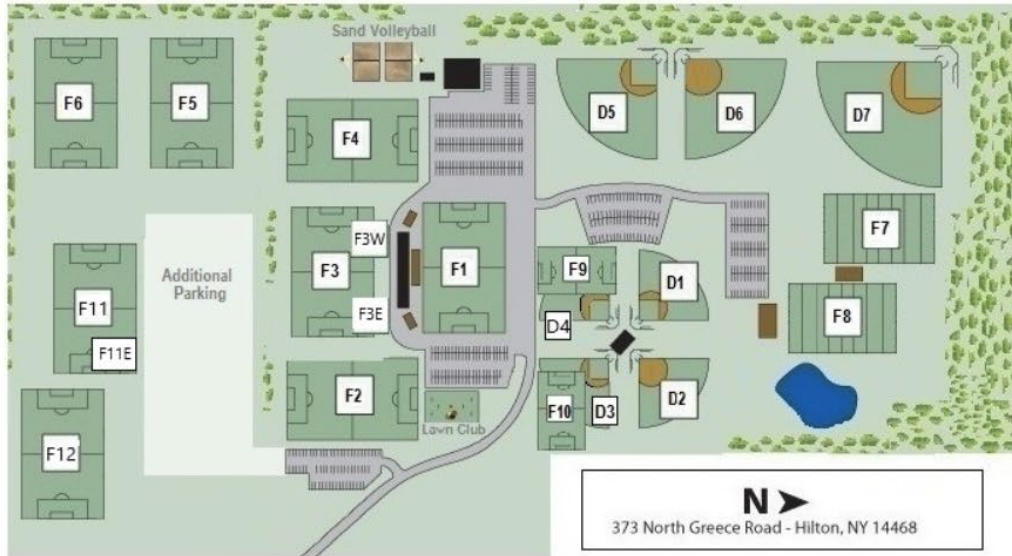 Sand Volleyball
F6
F5
F4
D5
D6
D7
F3W
F3
F1
F3E
F9
D1
F7
Additional
Parking
F11
F11E
D4
F8
F2
F10
D3
D2
Lawn Club
F12
N
373 North Greece Road - Hilton, NY 14468